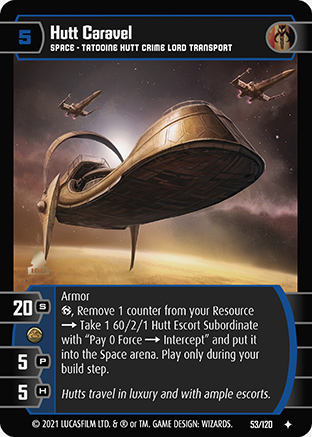 5
Hutt Caravel
SPACE - TATOOINE HUTT CRIME LORD TRANSPORT
20 S
5 P
5 H
Armor
, Remove 1 counter from your Resource
→ Take 1 60/2/1 Hutt Escort Subordinate
with “Pay 0 Force → Intercept” and put it
into the Space arena. Play only during your
build step.
Hutts travel in luxury and with ample escorts.
© 2021 LUCASFILM LTD. & ® or TM. GAME DESIGN: WIZARDS. 53/120